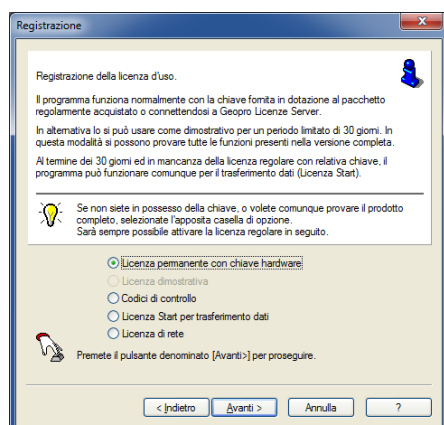 Registrazione
Registrazione della licenza d'uso.
Il programma funziona normalmente con la chiave fornita in dotazione al pacchetto
regolamente acquistato o connettendosi a Geopro Licenze Server.
In alternativa lo si può usare come dimostrativo per un periodo limitato di 30 giorni. In
questa modalità si possono provare tutte le funzioni presenti nella versione completa.
Al termine dei 30 giorni ed in mancanza della licenza regolare con relativa chiave, il
programma può funzionare comunque per il trasferimento dati (Licenza Start).
Se non siete in possesso della chiave, o volete comunque provare il prodotto
completo, selezionate l'apposita casella di opzione.
Sarà sempre possibile attivare la licenza regolare in seguito.
Licenza permanente con chiave hardware
Licenza dimostrativa
Codici di controllo
Licenza Start per trasferimento dati
Licenza di rete
Premete il pulsante denominato [Avanti>] per proseguire.
< Indietro
Avanti >
Annulla
?